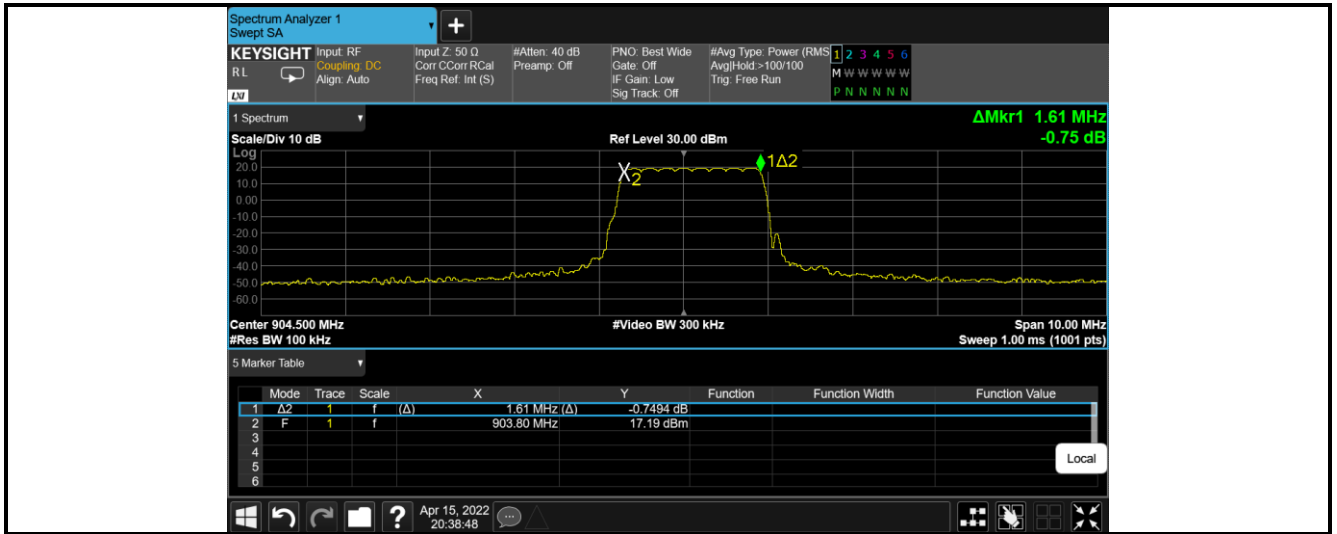 Spectrum Analyzer 1
Swept SA
KEYSIGHT
RL
LXI
Input: RF
Coupling: DC
Align: Auto
Input Z: 50 Ω
Corr CCorr RCal
Freq Ref: Int (S)
#Atten: 40 dB
Preamp: Off
PNO: Best Wide
Gate: Off
IF Gain: Low
Sig Track: Off
#Avg Type: Power (RMS
Avg|Hold:>100/100
Trig: Free Run
1 2 3 4 5 6
M W W W W W
P N N N N N
1 Spectrum
ΔMkr1 1.61 MHz
-0.75 dB
Scale/Div 10 dB
Ref Level 30.00 dBm
Log
20.0
10.0
0.00
-10.0
-20.0
-30.0
-40.0
-50.0
-60.0
X2
1Δ2
Center 904.500 MHz
#Video BW 300 kHz
Span 10.00 MHz
#Res BW 100 kHz
Sweep 1.00 ms (1001 pts)
5 Marker Table
Mode Trace Scale X Y Function Function Width Function Value
1 Δ2 1 f (Δ) 1.61 MHz (Δ) -0.7494 dB
2 F 1 f 903.80 MHz 17.19 dBm
3
4
5
6
Local
?
Apr 15, 2022
20:38:48